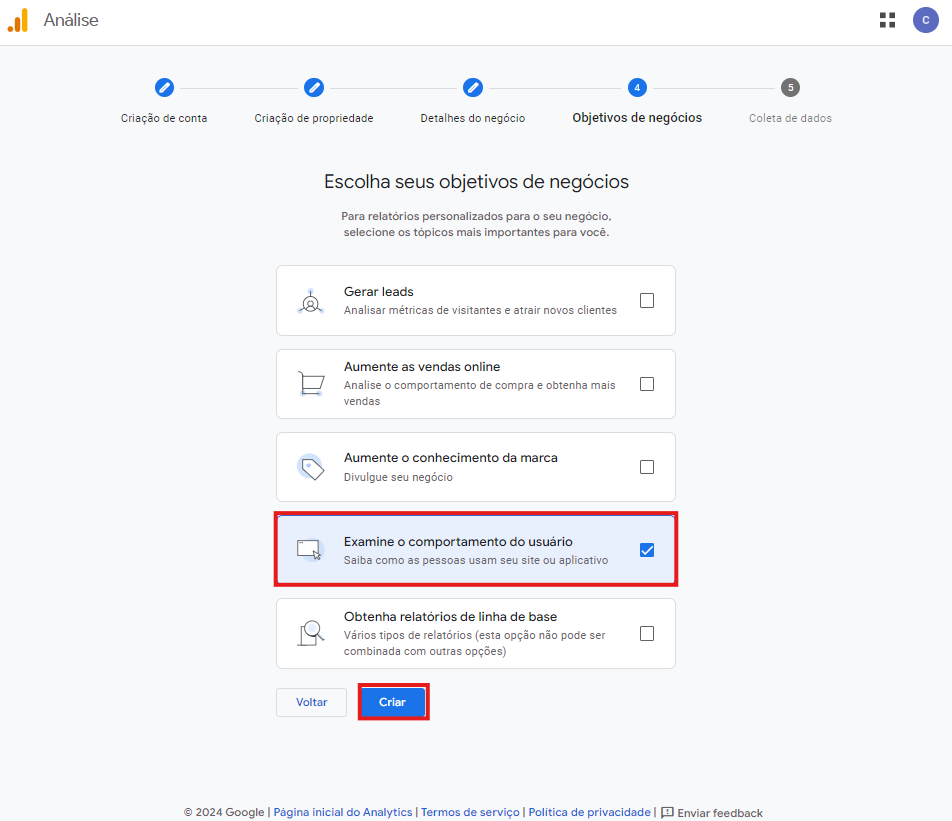 Análise
C
4
5
Criação de conta
Criação de propriedade
Detalhes do negócio
Objetivos de negócios
Coleta de dados
Escolha seus objetivos de negócios
Para relatórios personalizados para o seu negócio,
selecione os tópicos mais importantes para você.
Gerar leads
Analisar métricas de visitantes e atrair novos clientes
Aumente as vendas online
Analise o comportamento de compra e obtenha mais
vendas
Aumente o conhecimento da marca
Divulgue seu negócio
Examine o comportamento do usuário
Saiba como as pessoas usam seu site ou aplicativo
Obtenha relatórios de linha de base
Vários tipos de relatórios (esta opção não pode ser
combinada com outras opções)
Voltar
Criar
© 2024 Google | Página inicial do Analytics | Termos de serviço | Política de privacidade | Enviar feedback